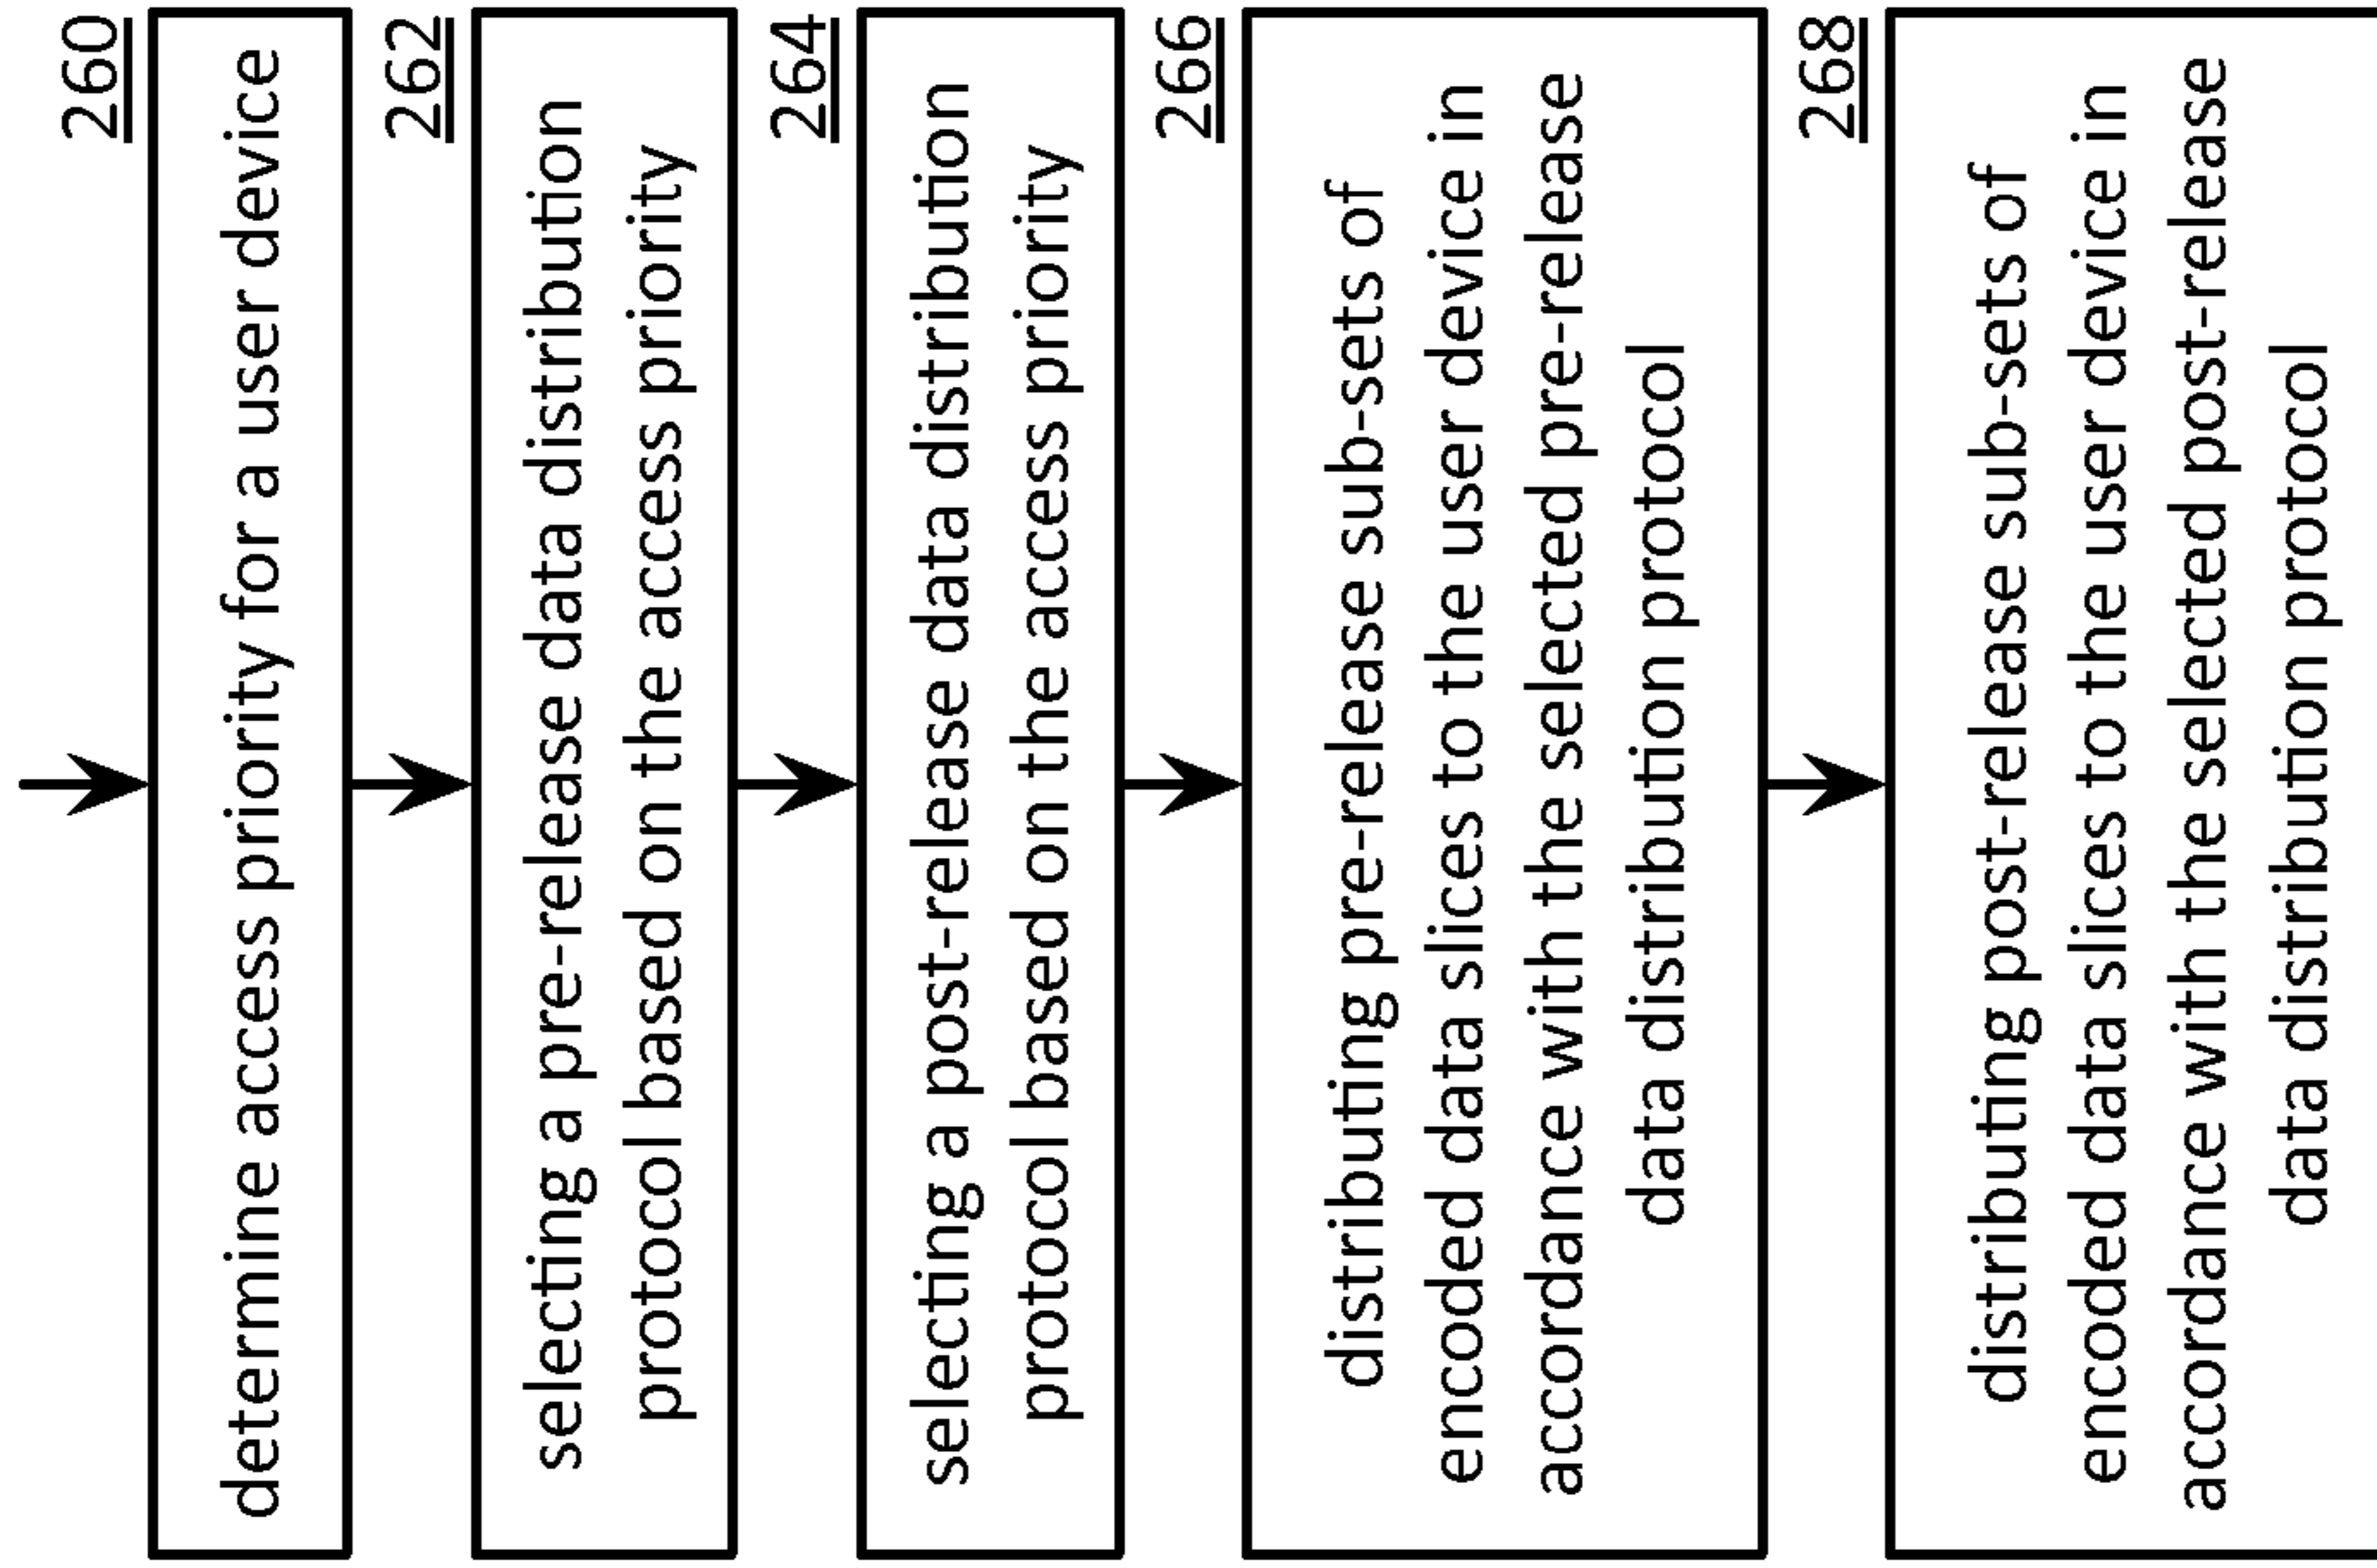 260
determine access priority for a user device
262
selecting a pre-release data distribution
protocol based on the access priority
264
selecting a post-release data distribution
protocol based on the access priority
266
distributing pre-release sub-sets of
encoded data slices to the user device in
accordance with the selected pre-release
data distribution protocol
268
distributing post-release sub-sets of
encoded data slices to the user device in
accordance with the selected post-release
data distribution protocol